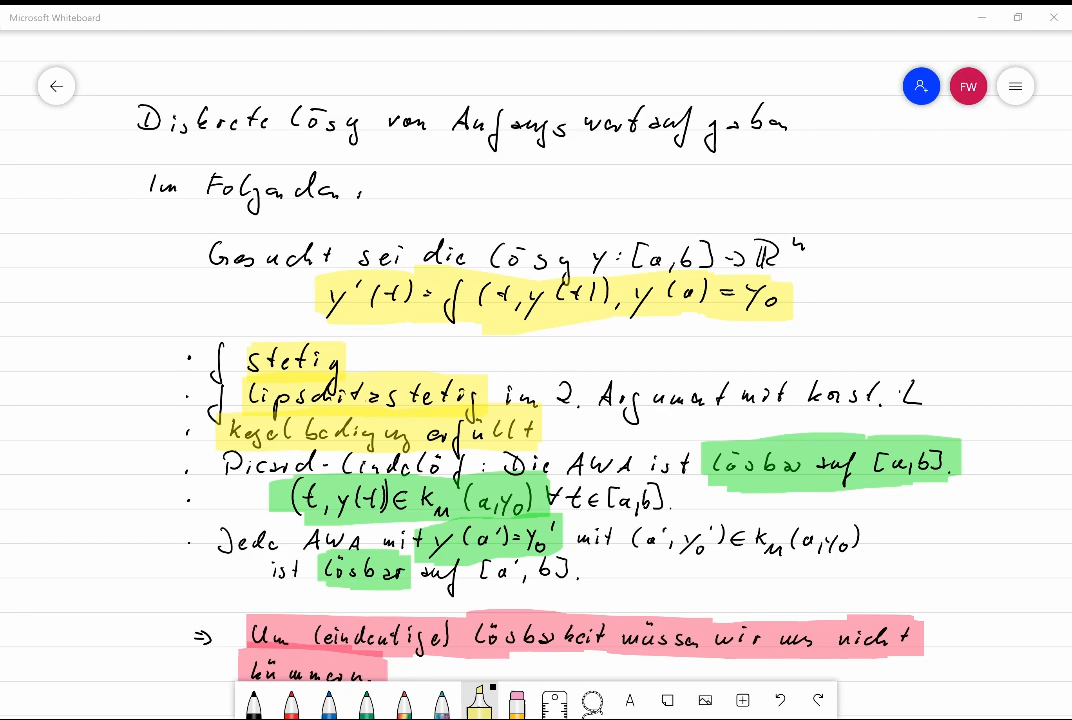 Microsoft Whiteboard
FW
Diskrete Lösg von Anfangswertaufgaben
Im Folgenden:
Gesucht sei die Lösg y: [a,b] → ℝⁿ
y'(t) = f(t,y(t)), y(a) = y₀
· f stetig
· f Lipschitzstetig im 2. Argument mit konst. L
· Kegelbedigung erfüllt
· Picard-Lindelöf: Die AWA ist lösbar auf [a,b].
· (t,y(t)) ∈ K_M (a,y₀) ∀ t ∈ [a,b].
· Jede AWA mit y(a') = y₀' mit (a',y₀') ∈ K_M (a,y₀)
ist lösbar auf [a',b].
⇒ Um (eindeutige) Lösbarkeit müssen wir uns nicht
kümmern.
A